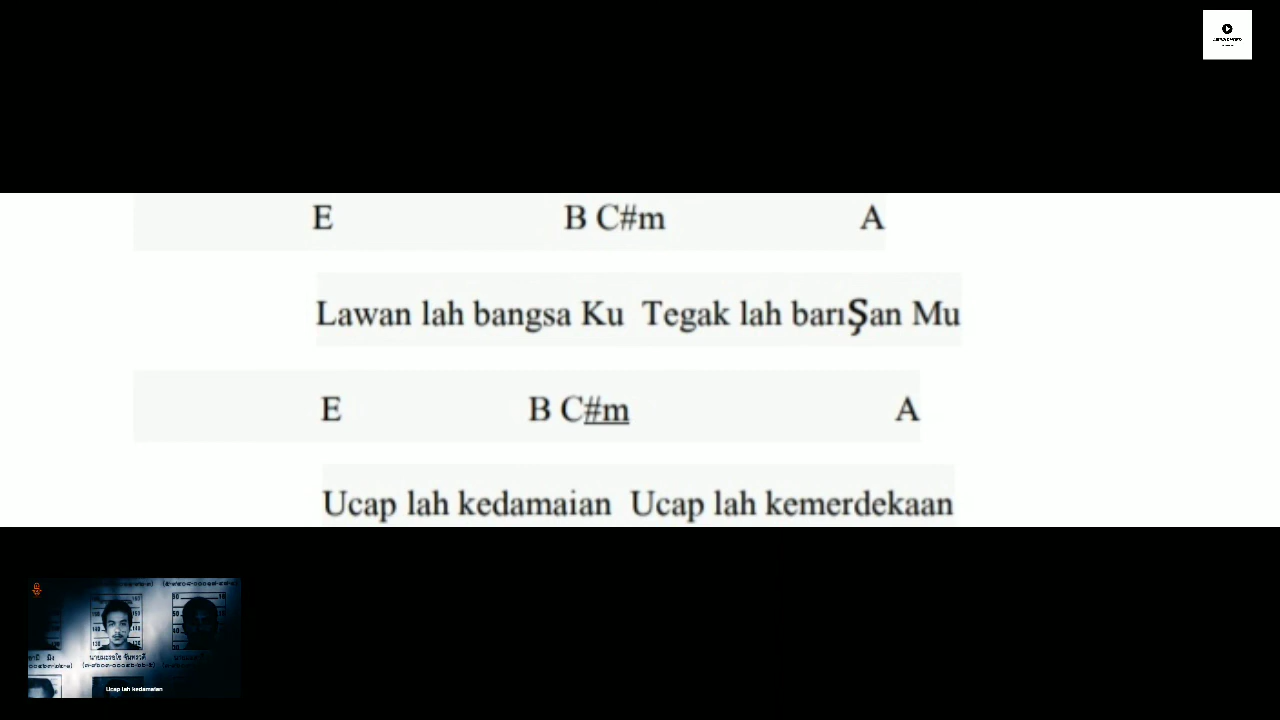 E B C#m A
Lawan lah bangsa Ku Tegak lah barışan Mu
E B C#m A
Ucap lah kedamaian Ucap lah kemerdekaan
Ucap lah kedamaian